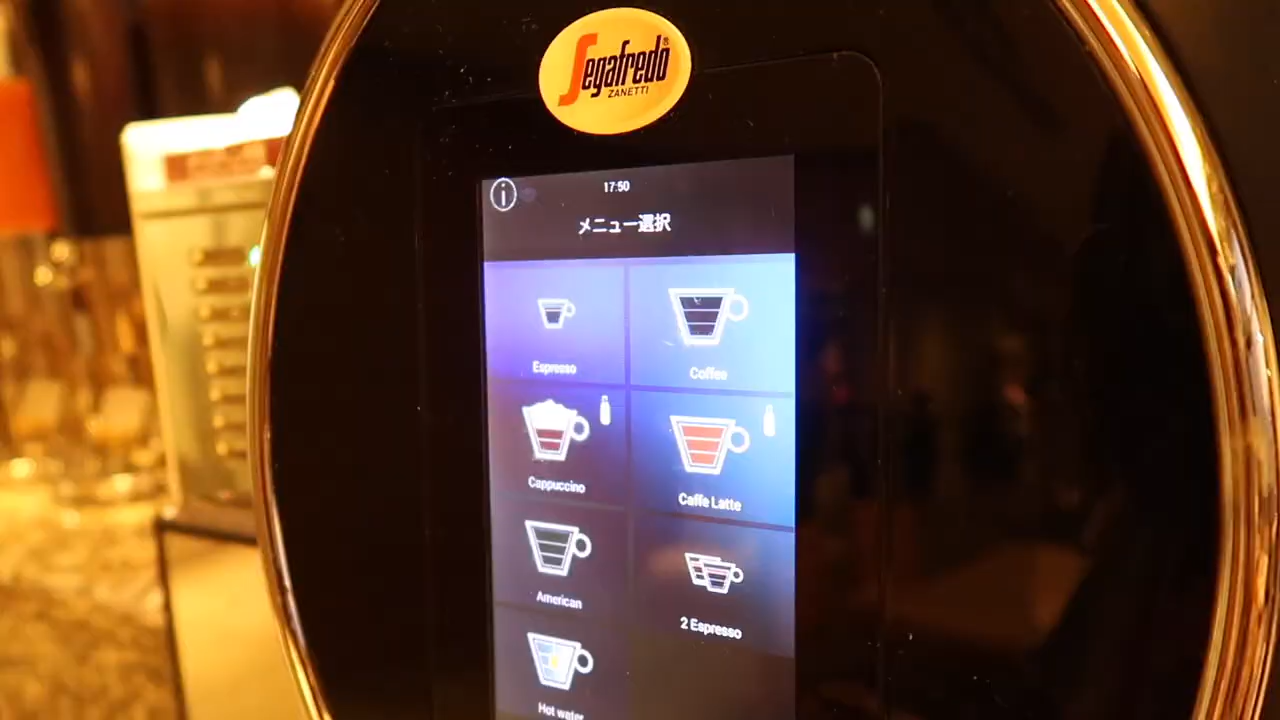 Segafredo®
ZANETTI
17:50
メニュー選択
Espresso
Coffee
Cappuccino
Caffe Latte
American
2 Espresso
Hot water